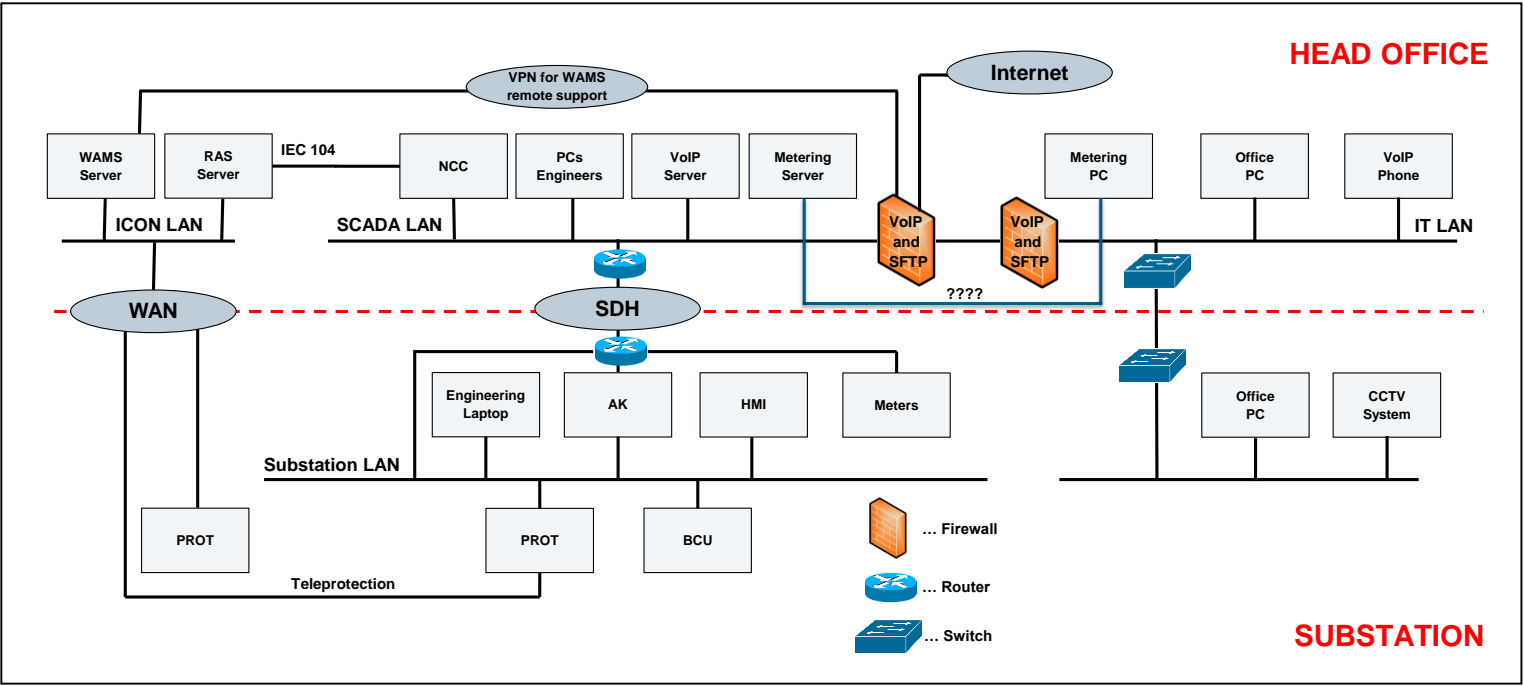 HEAD OFFICE
VPN for WAMS
remote support
Internet
WAMS
Server
RAS
Server
IEC 104
NCC
PCs
Engineers
VoIP
Server
Metering
Server
Metering
PC
Office
PC
VoIP
Phone
ICON LAN
SCADA LAN
VoIP
and
SFTP
VoIP
and
SFTP
IT LAN
????
WAN
SDH
Engineering
Laptop
AK
HMI
Meters
Office
PC
CCTV
System
Substation LAN
PROT
PROT
BCU
... Firewall
Teleprotection
... Router
... Switch
SUBSTATION